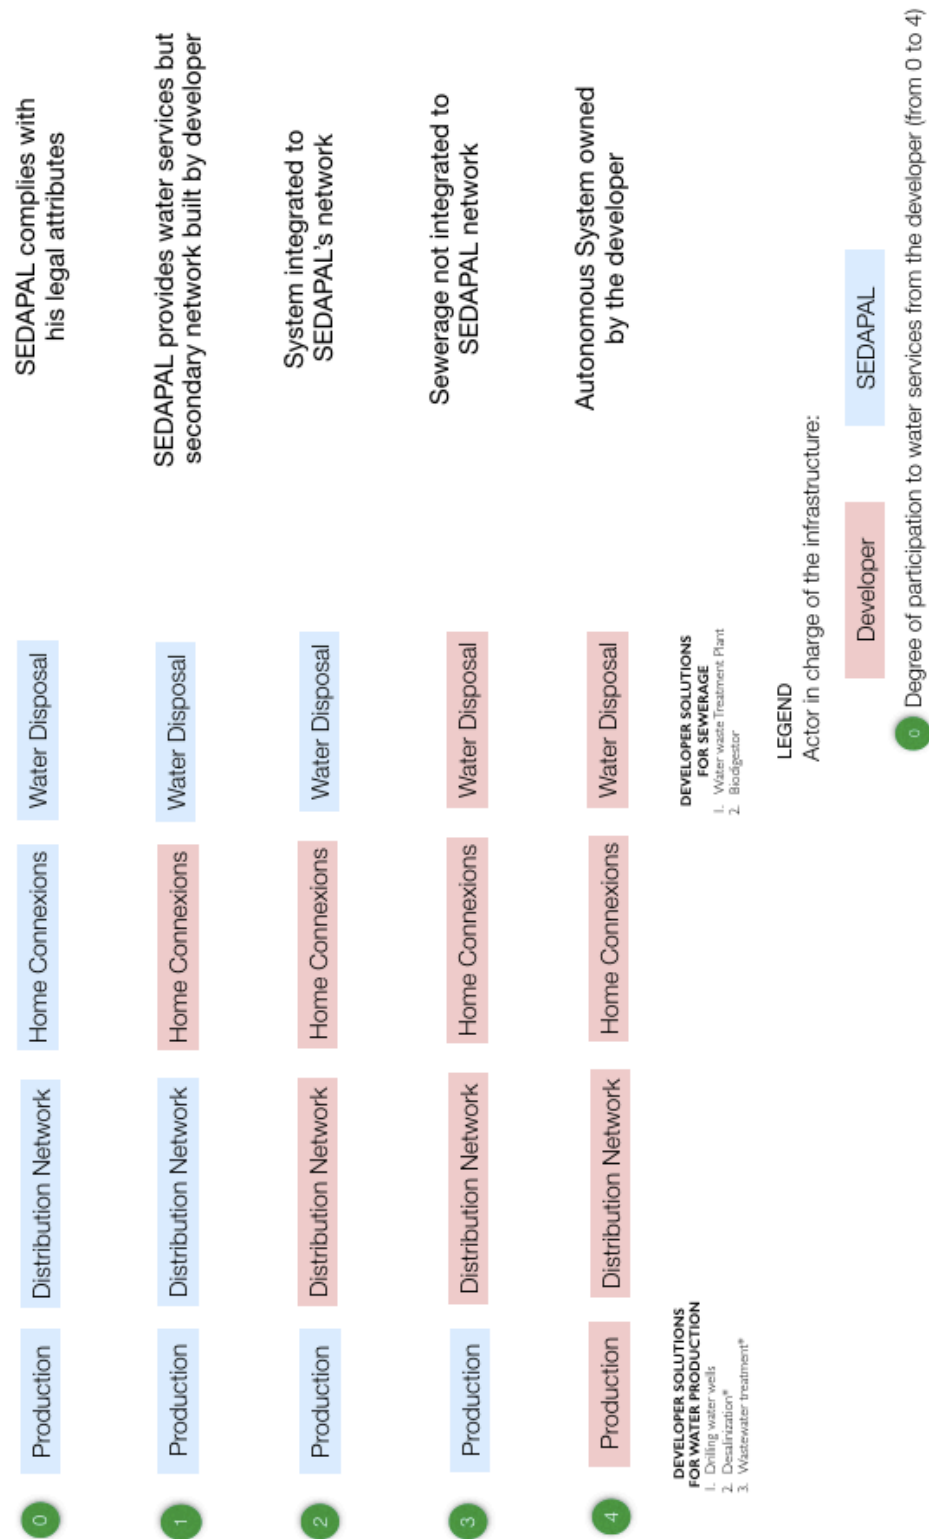 0
Production
Distribution Network
Home Connexions
Water Disposal
SEDAPAL complies with
his legal attributes
1
Production
Distribution Network
Home Connexions
Water Disposal
SEDAPAL provides water services but
secondary network built by developer
2
Production
Distribution Network
Home Connexions
Water Disposal
System integrated to
SEDAPAL's network
3
Production
Distribution Network
Home Connexions
Water Disposal
Sewerage not integrated to
SEDAPAL network
4
Production
Distribution Network
Home Connexions
Water Disposal
Autonomous System owned
by the developer
DEVELOPER SOLUTIONS
FOR WATER PRODUCTION
1. Drilling water wells
2. Desalinization*
3. Wastewater treatment*
DEVELOPER SOLUTIONS
FOR SEWERAGE
1. Water waste Treatment Plant
2. Biodigestor
LEGEND
Actor in charge of the infrastructure:
Developer
SEDAPAL
0 Degree of participation to water services from the developer (from 0 to 4)